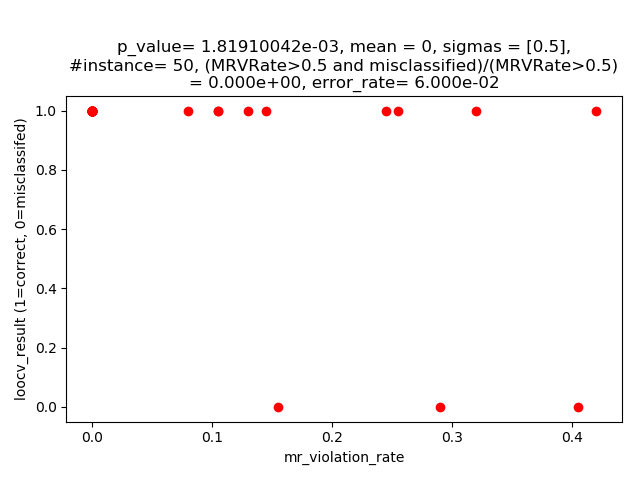 p_value= 1.81910042e-03, mean = 0, sigmas = [0.5],
#instance= 50, (MRVRate>0.5 and misclassified)/(MRVRate>0.5)
= 0.000e+00, error_rate= 6.000e-02
loocv_result (1=correct, 0=misclassifed)
1.0
0.8
0.6
0.4
0.2
0.0
0.0 0.1 0.2 0.3 0.4
mr_violation_rate